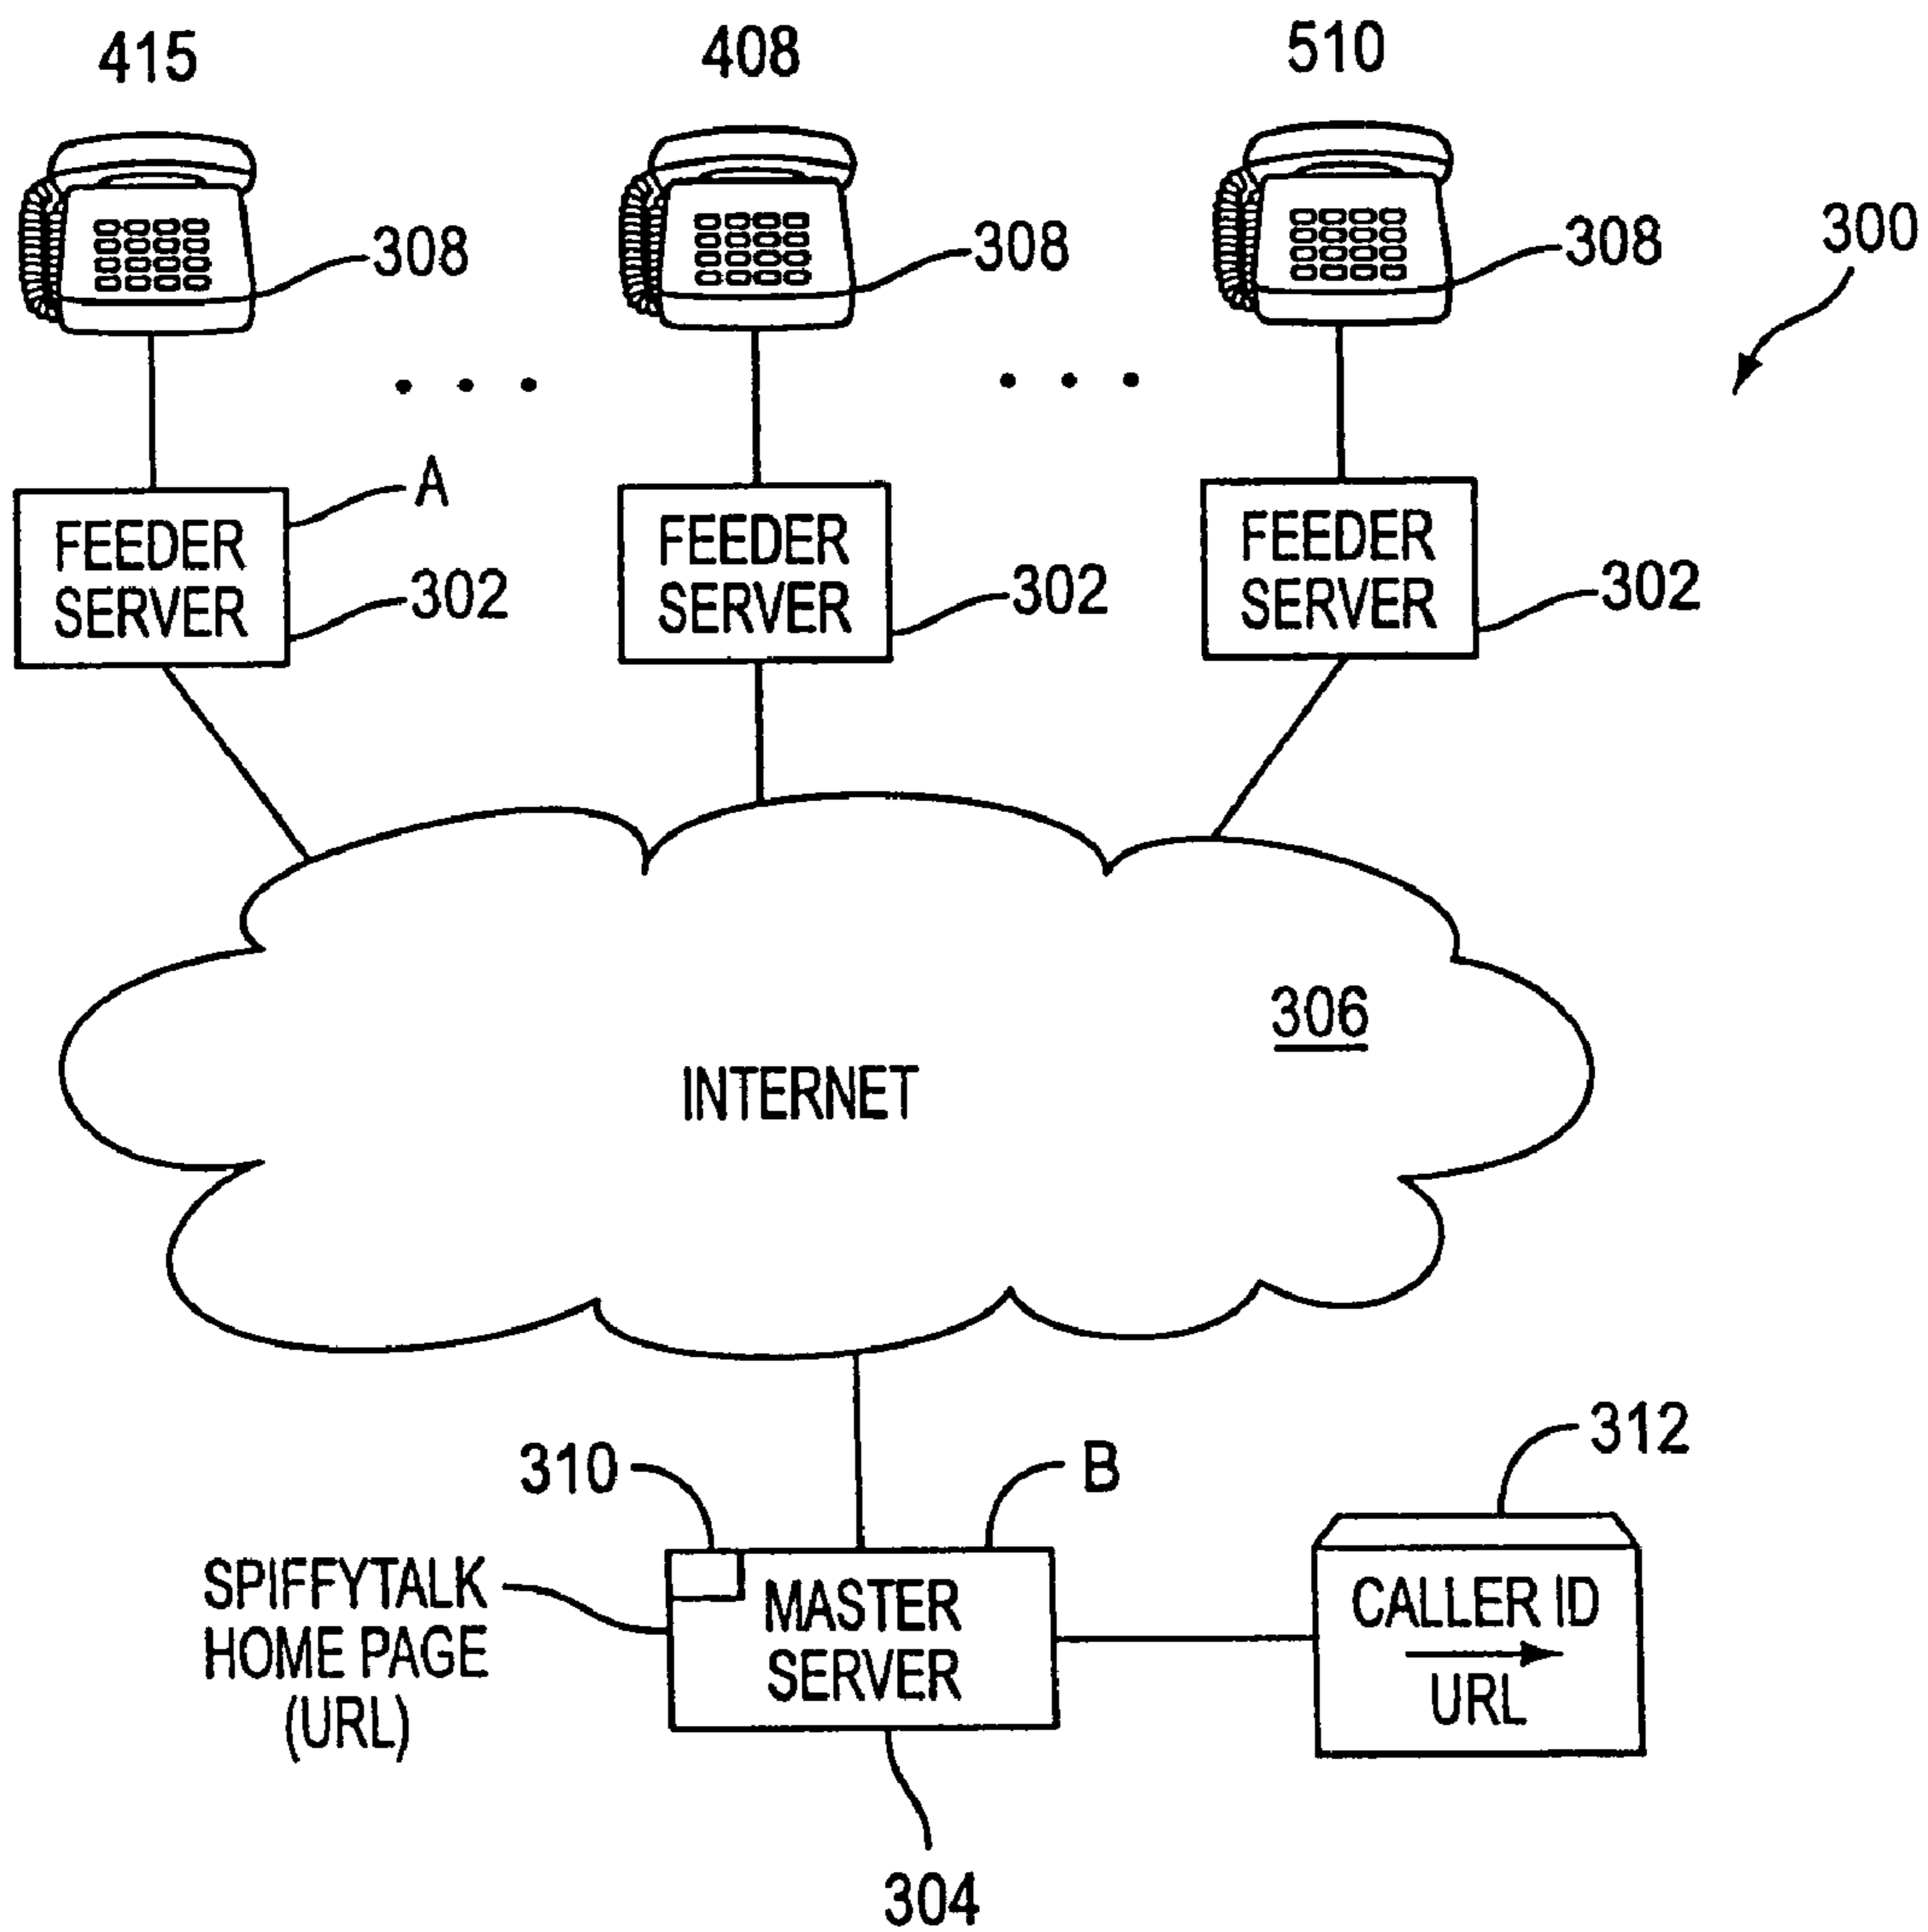 415
408
510
308
308
308
300
A
FEEDER
SERVER
302
FEEDER
SERVER
302
FEEDER
SERVER
302
306
INTERNET
310
B
312
SPIFFYTALK
HOME PAGE
(URL)
MASTER
SERVER
CALLER ID
URL
304